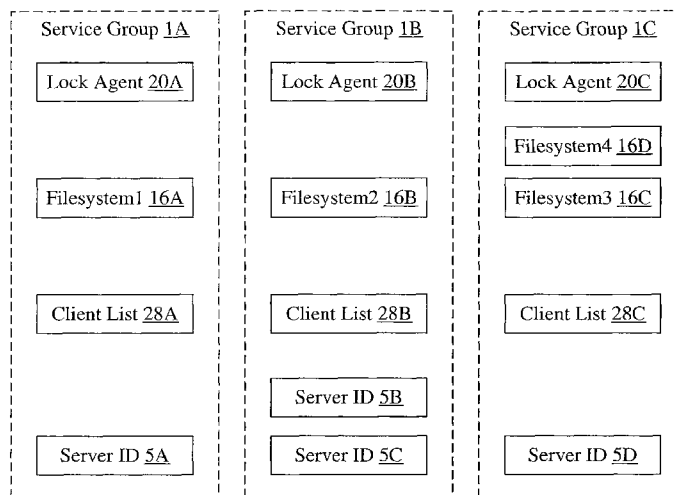 Service Group 1A
Lock Agent 20A
Filesystem1 16A
Client List 28A
Server ID 5A
Service Group 1B
Lock Agent 20B
Filesystem2 16B
Client List 28B
Server ID 5B
Server ID 5C
Service Group 1C
Lock Agent 20C
Filesystem4 16D
Filesystem3 16C
Client List 28C
Server ID 5D